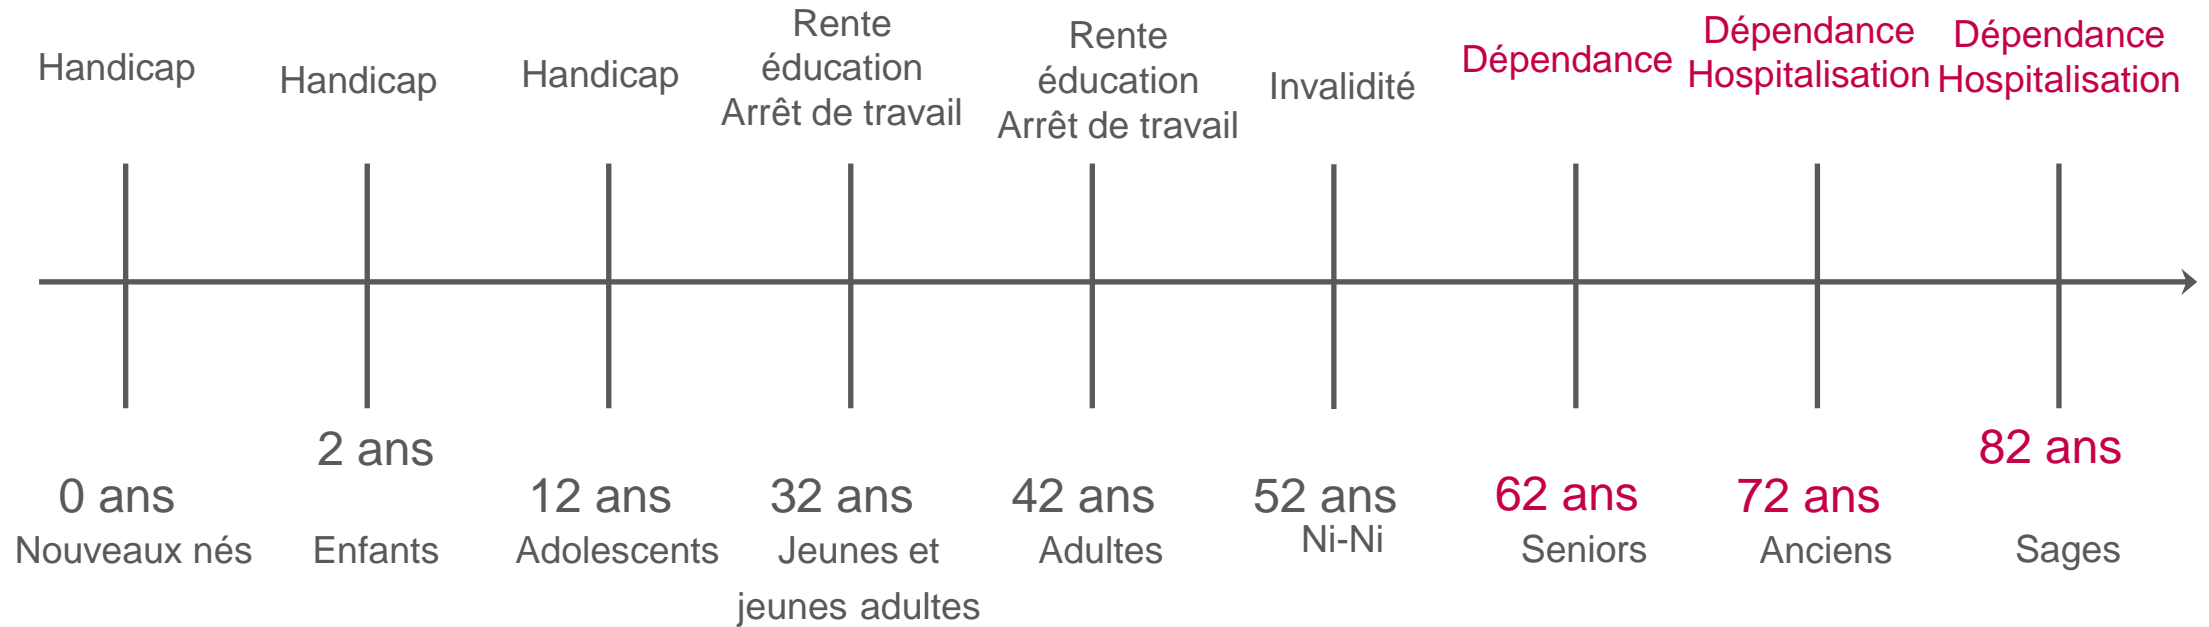 Handicap
Handicap
Handicap
Rente
éducation
Arrêt de travail
Rente
éducation
Arrêt de travail
Invalidité
Dépendance
Dépendance
Hospitalisation
Dépendance
Hospitalisation
0 ans
Nouveaux nés
2 ans
Enfants
12 ans
Adolescents
32 ans
Jeunes et
jeunes adultes
42 ans
Adultes
52 ans
Ni-Ni
62 ans
Seniors
72 ans
Anciens
82 ans
Sages